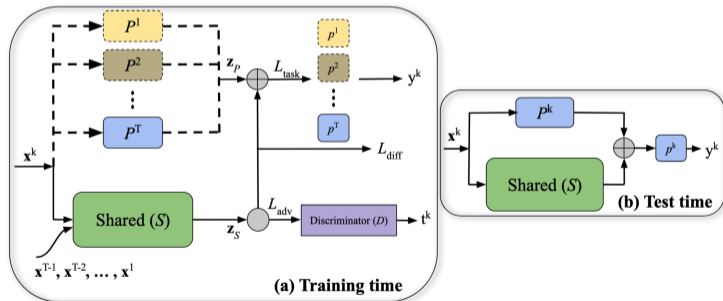 P¹
P²
Pᵀ
z_P
L_task
p¹
p²
pᵀ
yᵏ
xᵏ
L_diff
Shared (S)
z_S
L_adv
Discriminator (D)
tᵏ
xᵀ⁻¹, xᵀ⁻², ..., x¹
(a) Training time
xᵏ
Pᵏ
pᵏ
yᵏ
Shared (S)
(b) Test time